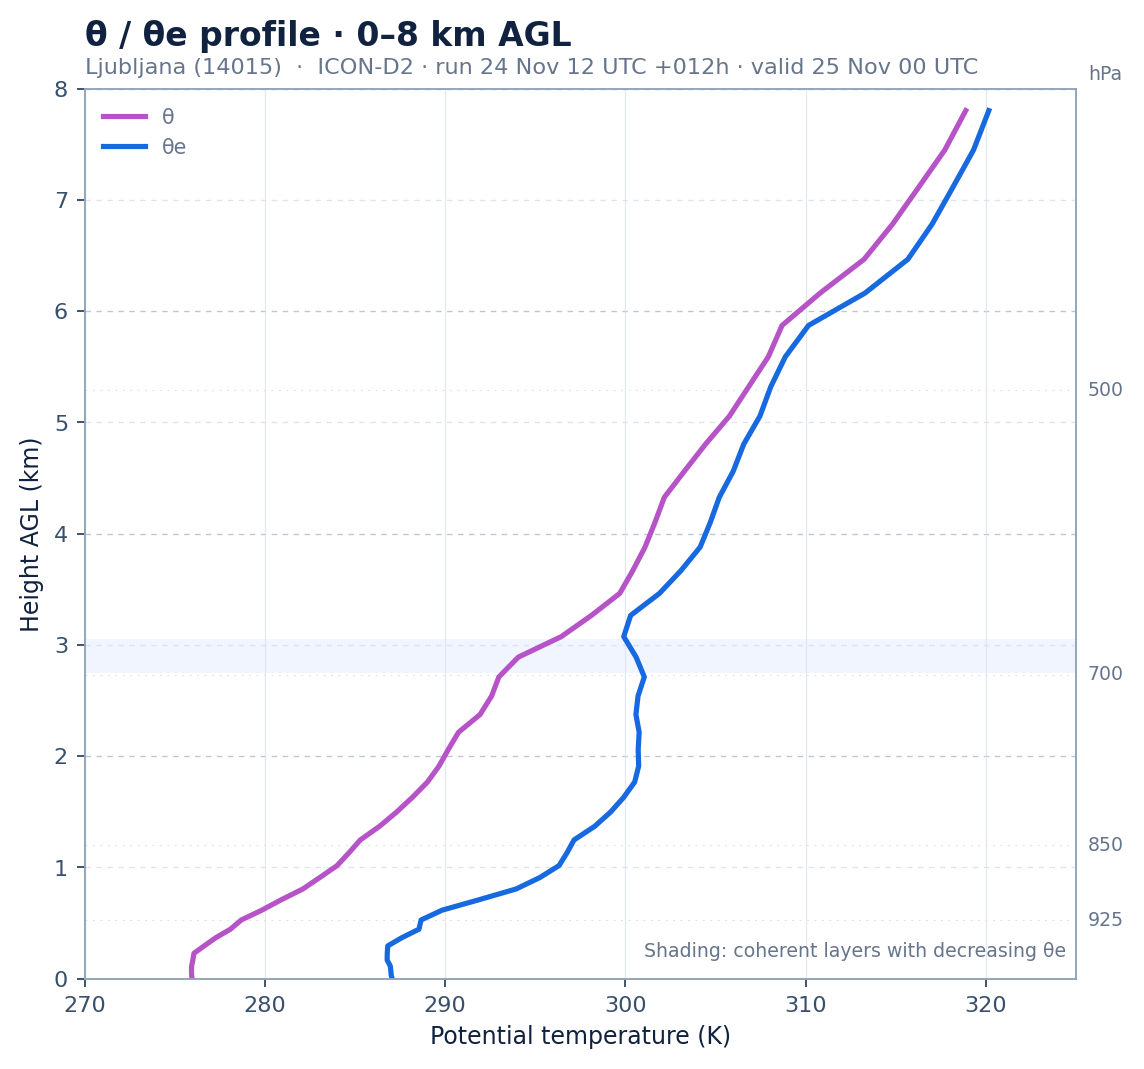 θ / θe profile · 0–8 km AGL
Ljubljana (14015)  ·  ICON-D2 · run 24 Nov 12 UTC +012h · valid 25 Nov 00 UTC
hPa
θ
θe
8
7
6
5
4
3
2
1
0
500
700
850
925
Height AGL (km)
Shading: coherent layers with decreasing θe
270 280 290 300 310 320
Potential temperature (K)